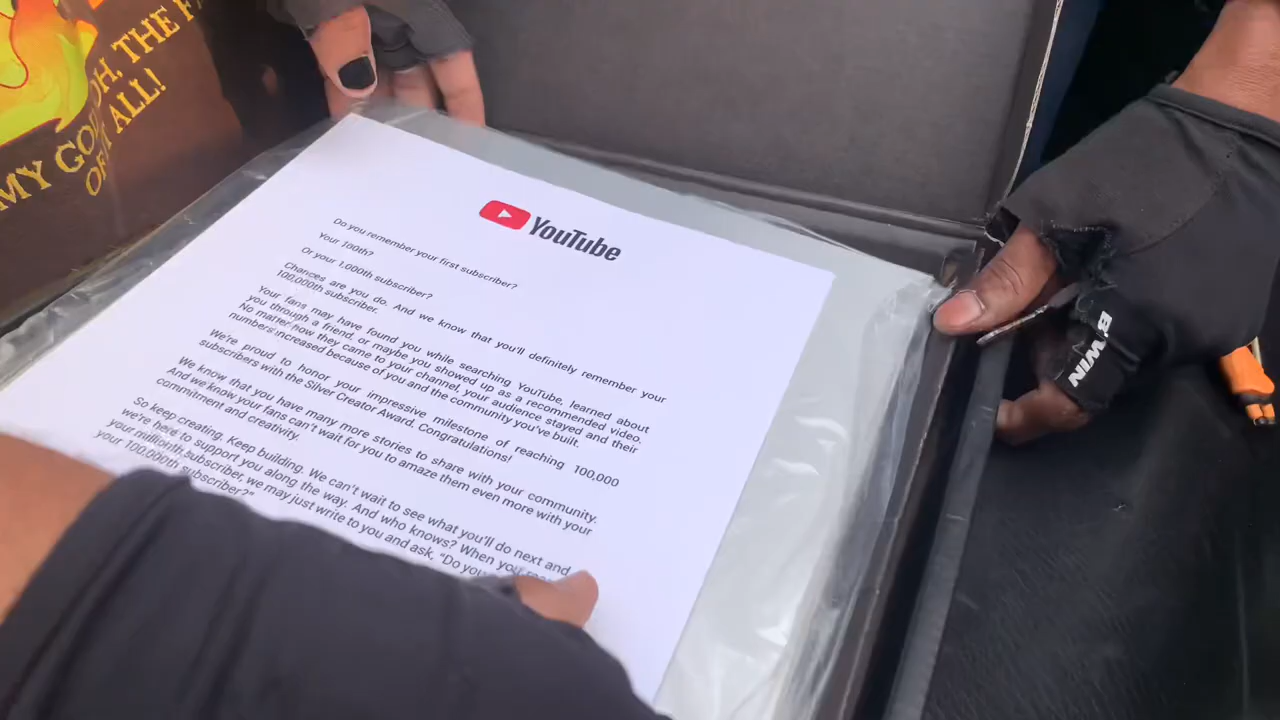 MY GOD, OH, THE F
OF IT ALL!
YouTube
Do you remember your first subscriber?
Your 100th?
Or your 1,000th subscriber?
Chances are you do. And we know that you'll definitely remember your
100,000th subscriber.
Your fans may have found you while searching YouTube, learned about
you through a friend, or maybe you showed up as a recommended video.
No matter how they came to your channel, your audience stayed and their
numbers increased because of you and the community you've built.
We're proud to honor your impressive milestone of reaching 100,000
subscribers with the Silver Creator Award. Congratulations!
We know that you have many more stories to share with your community.
And we know your fans can't wait for you to amaze them even more with your
commitment and creativity.
So keep creating. Keep building. We can't wait to see what you'll do next and
we're here to support you along the way. And who knows? When you
your millionth subscriber, we may just write to you and ask, "Do you
your 100,000th subscriber?"
B'WIN